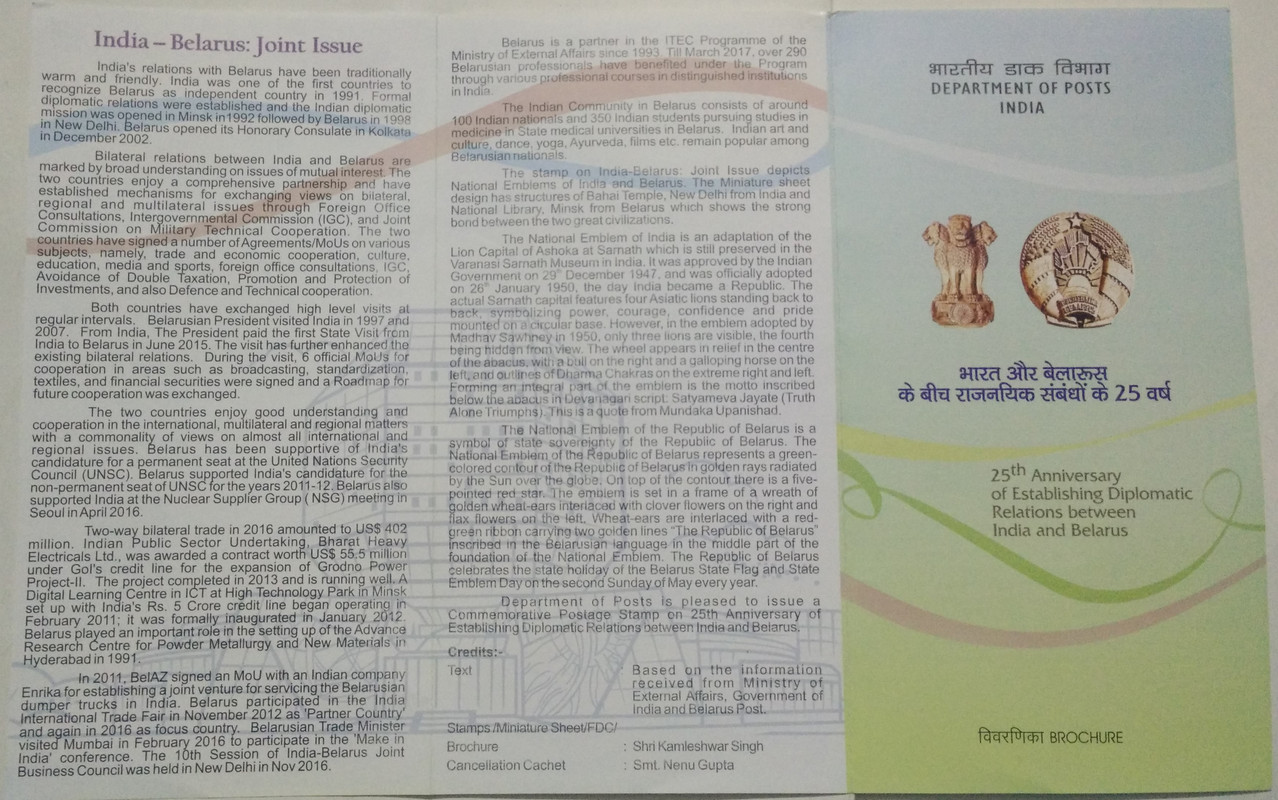 India – Belarus: Joint Issue
India's relations with Belarus have been traditionally
warm and friendly. India was one of the first countries to
recognize Belarus as independent country in 1991. Formal
diplomatic relations were established and the Indian diplomatic
mission was opened in Minsk in1992 followed by Belarus in 1998
in New Delhi. Belarus opened its Honorary Consulate in Kolkata
in December 2002.
Bilateral relations between India and Belarus are
marked by broad understanding on issues of mutual interest. The
two countries enjoy a comprehensive partnership and have
established mechanisms for exchanging views on bilateral,
regional and multilateral issues through Foreign Office
Consultations, Intergovernmental Commission (IGC), and Joint
Commission on Military Technical Cooperation. The two
countries have signed a number of Agreements/MoUs on various
subjects, namely, trade and economic cooperation, culture,
education, media and sports, foreign office consultations, IGC,
Avoidance of Double Taxation, Promotion and Protection of
Investments, and also Defence and Technical cooperation.
Both countries have exchanged high level visits at
regular intervals. Belarusian President visited India in 1997 and
2007. From India, The President paid the first State Visit from
India to Belarus in June 2015. The visit has further enhanced the
existing bilateral relations. During the visit, 6 official MoUs for
cooperation in areas such as broadcasting, standardization,
textiles, and financial securities were signed and a Roadmap for
future cooperation was exchanged.
The two countries enjoy good understanding and
cooperation in the international, multilateral and regional matters
with a commonality of views on almost all international and
regional issues. Belarus has been supportive of India's
candidature for a permanent seat at the United Nations Security
Council (UNSC). Belarus supported India's candidature for the
non-permanent seat of UNSC for the years 2011-12. Belarus also
supported India at the Nuclear Supplier Group ( NSG) meeting in
Seoul in April 2016.
Two-way bilateral trade in 2016 amounted to US$ 402
million. Indian Public Sector Undertaking, Bharat Heavy
Electricals Ltd., was awarded a contract worth US$ 55.5 million
under GoI's credit line for the expansion of Grodno Power
Project-II. The project completed in 2013 and is running well. A
Digital Learning Centre in ICT at High Technology Park in Minsk
set up with India's Rs. 5 Crore credit line began operating in
February 2011; it was formally inaugurated in January 2012.
Belarus played an important role in the setting up of the Advance
Research Centre for Powder Metallurgy and New Materials in
Hyderabad in 1991.
In 2011, BelAZ signed an MoU with an Indian company
Enrika for establishing a joint venture for servicing the Belarusian
dumper trucks in India. Belarus participated in the India
International Trade Fair in November 2012 as 'Partner Country'
and again in 2016 as focus country. Belarusian Trade Minister
visited Mumbai in February 2016 to participate in the 'Make in
India' conference. The 10th Session of India-Belarus Joint
Business Council was held in New Delhi in Nov 2016.
Belarus is a partner in the ITEC Programme of the
Ministry of External Affairs since 1993. Till March 2017, over 290
Belarusian professionals have benefited under the Program
through various professional courses in distinguished Institutions
in India.
The Indian Community in Belarus consists of around
100 Indian nationals and 350 Indian students pursuing studies in
medicine in State medical universities in Belarus. Indian art and
culture, dance, yoga, Ayurveda, films etc. remain popular among
Belarusian nationals.
The stamp on India-Belarus: Joint Issue depicts
National Emblems of India and Belarus. The Miniature sheet
design has structures of Bahai Temple, New Delhi from India and
National Library, Minsk from Belarus which shows the strong
bond between the two great civilizations.
The National Emblem of India is an adaptation of the
Lion Capital of Ashoka at Sarnath which is still preserved in the
Varanasi Sarnath Museum in India. It was approved by the Indian
Government on 29th December 1947, and was officially adopted
on 26th January 1950, the day India became a Republic. The
actual Sarnath capital features four Asiatic lions standing back to
back, symbolizing power, courage, confidence and pride
mounted on a circular base. However, in the emblem adopted by
Madhav Sawhney in 1950, only three lions are visible, the fourth
being hidden from view. The wheel appears in relief in the centre
of the abacus, with a bull on the right and a galloping horse on the
left, and outlines of Dharma Chakras on the extreme right and left.
Forming an integral part of the emblem is the motto inscribed
below the abacus in Devanagari script: Satyameva Jayate (Truth
Alone Triumphs). This is a quote from Mundaka Upanishad.
The National Emblem of the Republic of Belarus is a
symbol of state sovereignty of the Republic of Belarus. The
National Emblem of the Republic of Belarus represents a green-
colored contour of the Republic of Belarus in golden rays radiated
by the Sun over the globe. On top of the contour there is a five-
pointed red star. The emblem is set in a frame of a wreath of
golden wheat-ears interlaced with clover flowers on the right and
flax flowers on the left. Wheat-ears are interlaced with a red-
green ribbon carrying two golden lines "The Republic of Belarus"
inscribed in the Belarusian language in the middle part of the
foundation of the National Emblem. The Republic of Belarus
celebrates the state holiday of the Belarus State Flag and State
Emblem Day on the second Sunday of May every year.
Department of Posts is pleased to issue a
Commemorative Postage Stamp on 25th Anniversary of
Establishing Diplomatic Relations between India and Belarus.
Credits:-
Text : Based on the information
received from Ministry of
External Affairs, Government of
India and Belarus Post.
Stamps /Miniature Sheet/FDC/
Brochure : Shri Kamleshwar Singh
Cancellation Cachet : Smt. Nenu Gupta
भारतीय डाक विभाग
DEPARTMENT OF POSTS
INDIA
भारत और बेलारूस
के बीच राजनयिक संबंधों के 25 वर्ष
25th Anniversary
of Establishing Diplomatic
Relations between
India and Belarus
विवरणिका BROCHURE